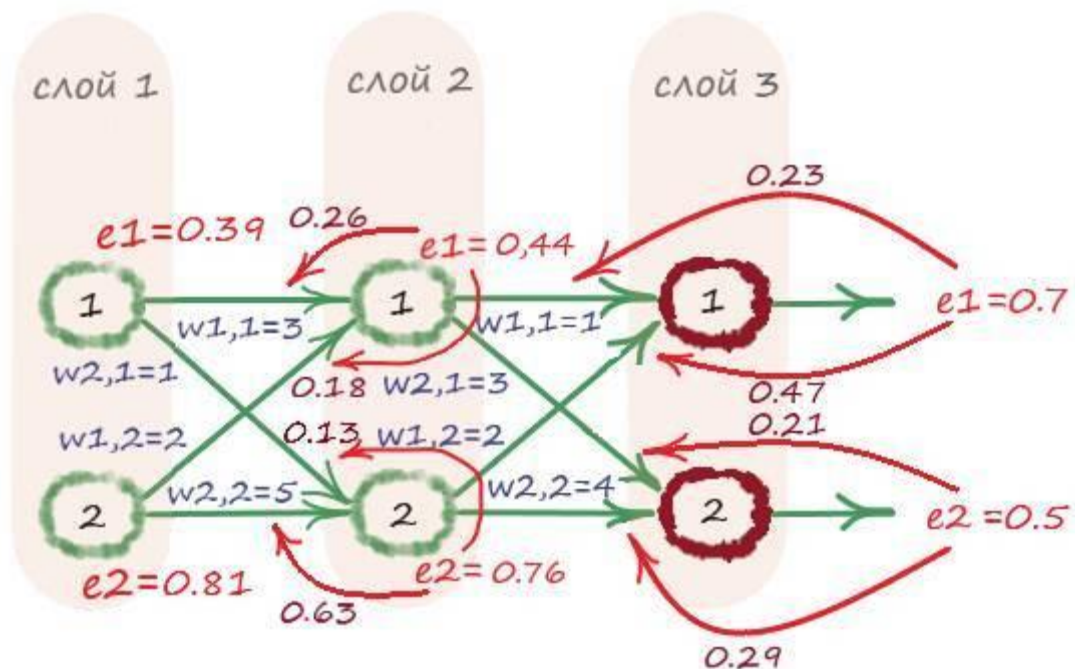 слой 1 слой 2 слой 3
0.23
e1=0.39 0.26 e1=0,44
1 1 1 e1=0.7
w1,1=3 w1,1=1
w2,1=1 0.18 w2,1=3 0.47
w1,2=2 0.13 w1,2=2 0.21
w2,2=5 w2,2=4
2 2 2 e2=0.5
e2=0.81 0.63 e2=0.76
0.29